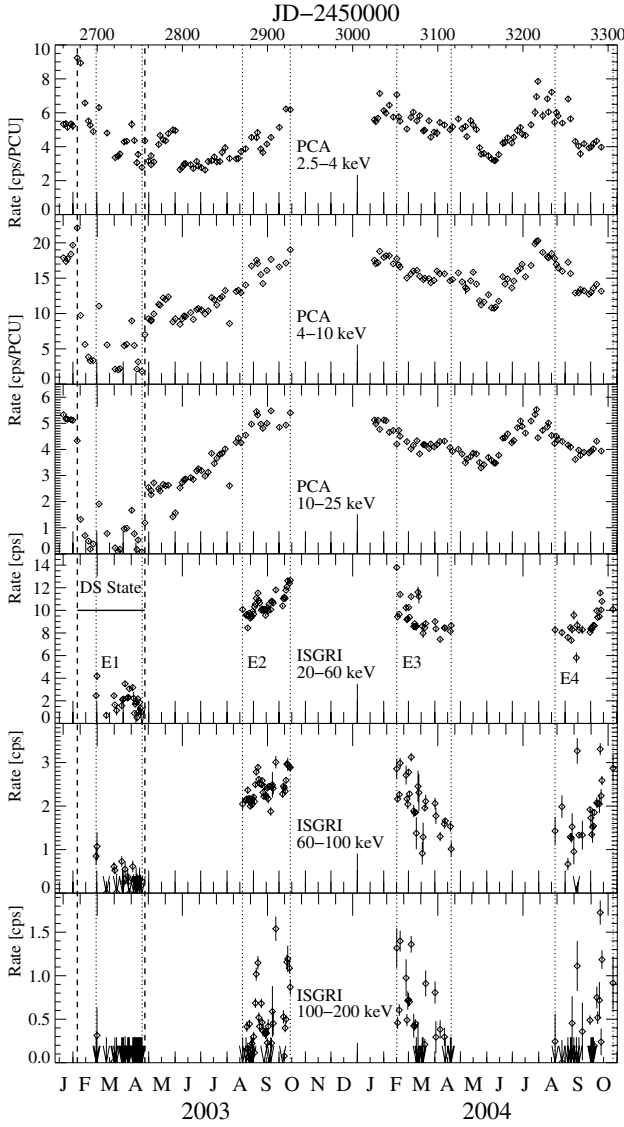 JD−2450000
2700 2800 2900 3000 3100 3200 3300
Rate [cps/PCU]
10
8
6
4
2
0
PCA
2.5−4 keV
Rate [cps/PCU]
20
15
10
5
0
PCA
4−10 keV
Rate [cps/PCU]
6
5
4
3
2
1
0
PCA
10−25 keV
Rate [cps]
14
12
10
8
6
4
2
0
DS State
E1
E2
E3
E4
ISGRI
20−60 keV
Rate [cps]
3
2
1
0
ISGRI
60−100 keV
Rate [cps]
1.5
1.0
0.5
0.0
ISGRI
100−200 keV
J F M A M J J A S O N D J F M A M J J A S O
2003 2004